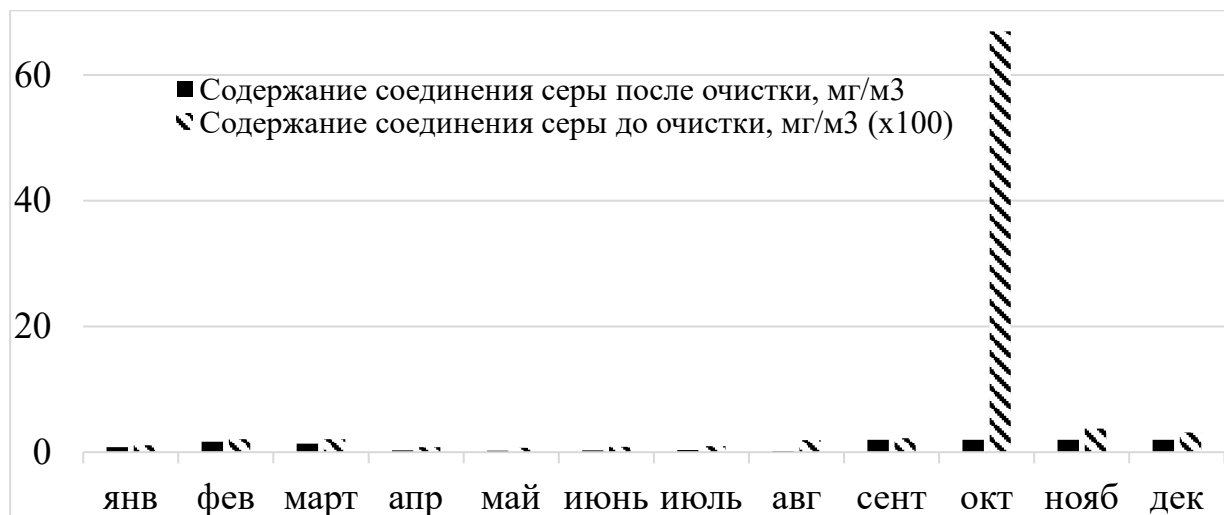 60
Содержание соединения серы после очистки, мг/м3
Содержание соединения серы до очистки, мг/м3 (х100)
40
20
0
янв фев март апр май июнь июль авг сент окт нояб дек